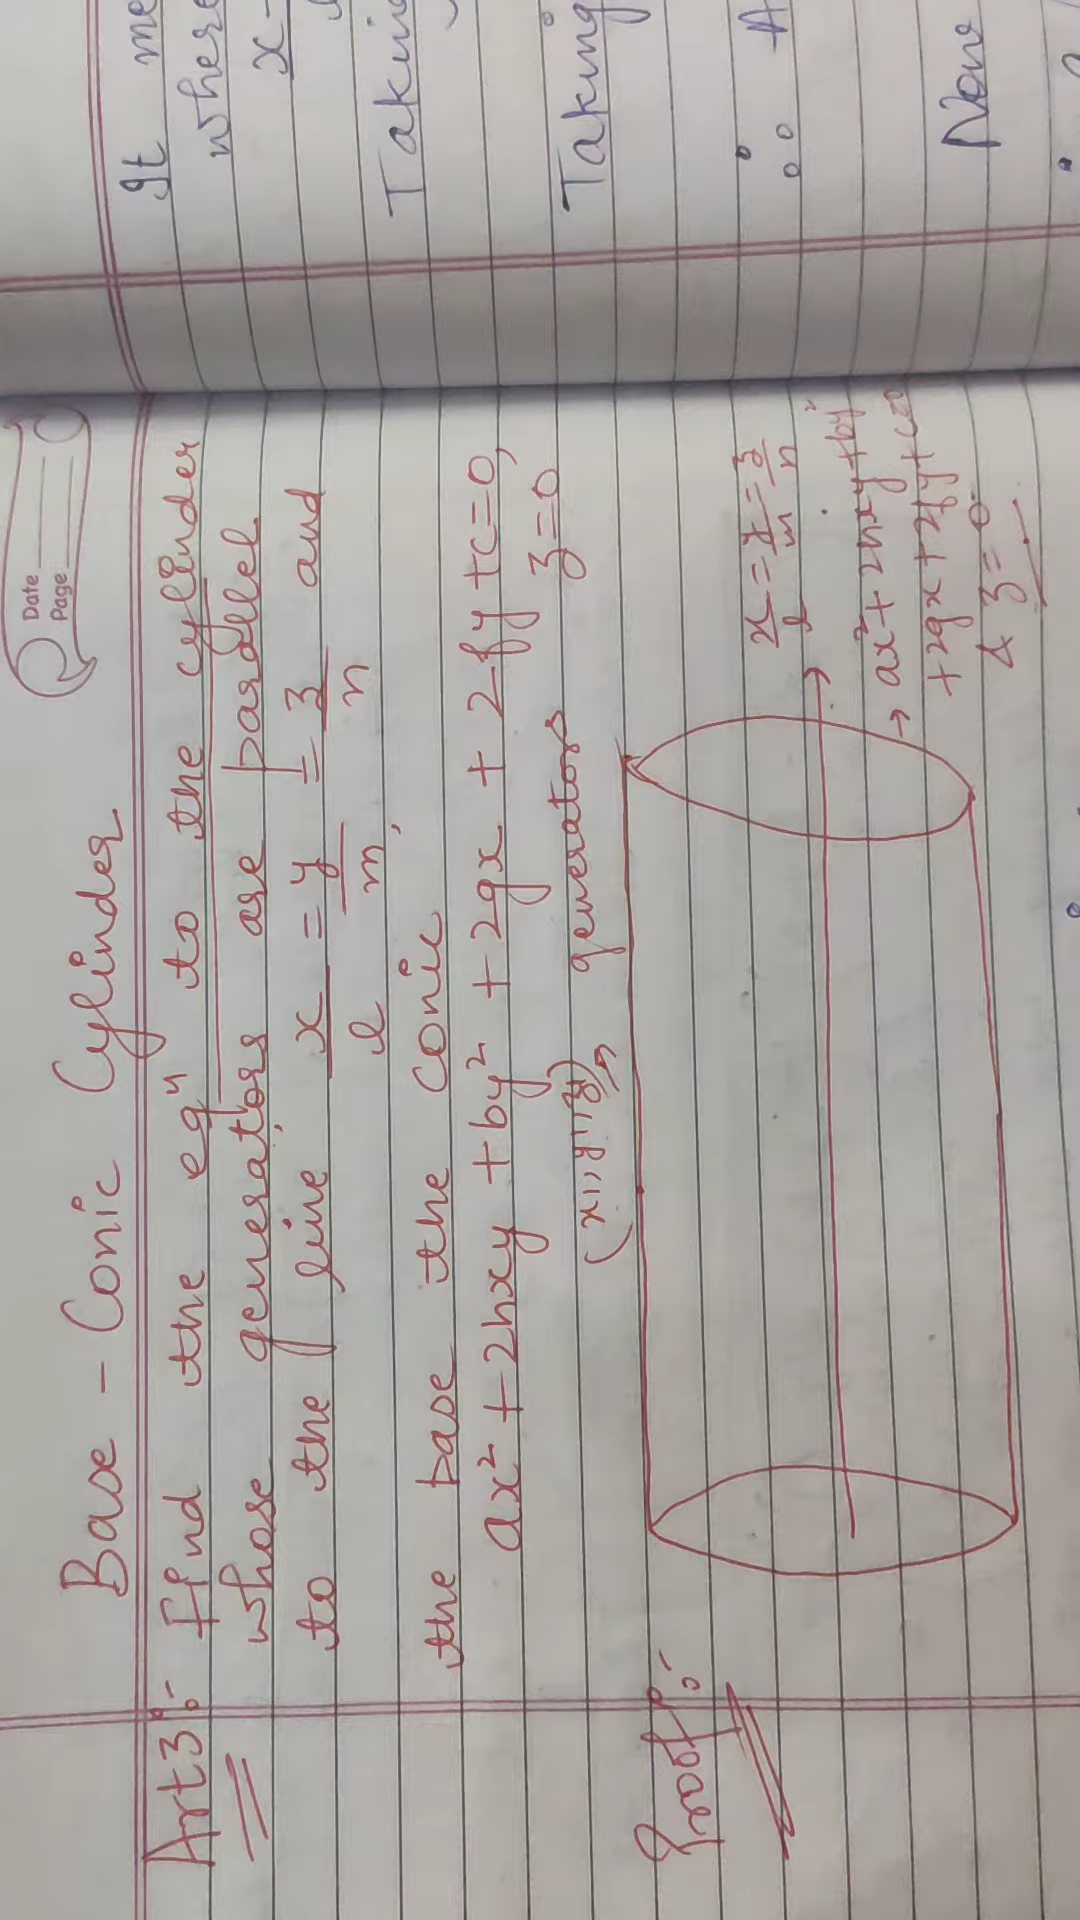 Date
Page
Base - Conic Cylinder
Art3:- Find the eqn to the cylinder
whose generators are parallel
to the line x/l = y/m = z/n and
the base the conic
ax² + 2hxy + by² + 2gx + 2fy + c = 0,
z = 0
Proof:-
(x₁, y₁, z₁)
generators
x/l = y/m = z/n
→ ax² + 2hxy + by²
+ 2gx + 2fy + c=0
& z = 0
It me
where
x-
Taking
Taking
∴ A
Now